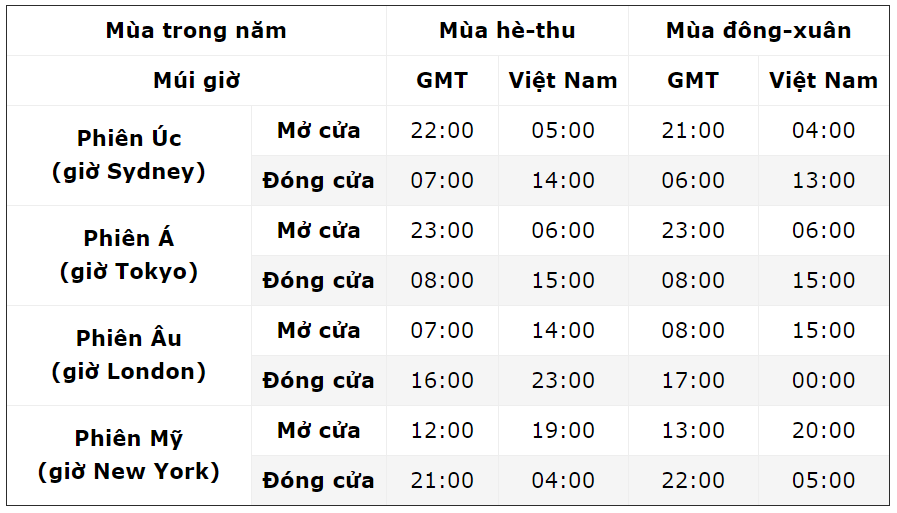 Mùa trong năm Mùa hè-thu Mùa đông-xuân
Múi giờ GMT Việt Nam GMT Việt Nam
Phiên Úc
(giờ Sydney)
Mở cửa 22:00 05:00 21:00 04:00
Đóng cửa 07:00 14:00 06:00 13:00
Phiên Á
(giờ Tokyo)
Mở cửa 23:00 06:00 23:00 06:00
Đóng cửa 08:00 15:00 08:00 15:00
Phiên Âu
(giờ London)
Mở cửa 07:00 14:00 08:00 15:00
Đóng cửa 16:00 23:00 17:00 00:00
Phiên Mỹ
(giờ New York)
Mở cửa 12:00 19:00 13:00 20:00
Đóng cửa 21:00 04:00 22:00 05:00